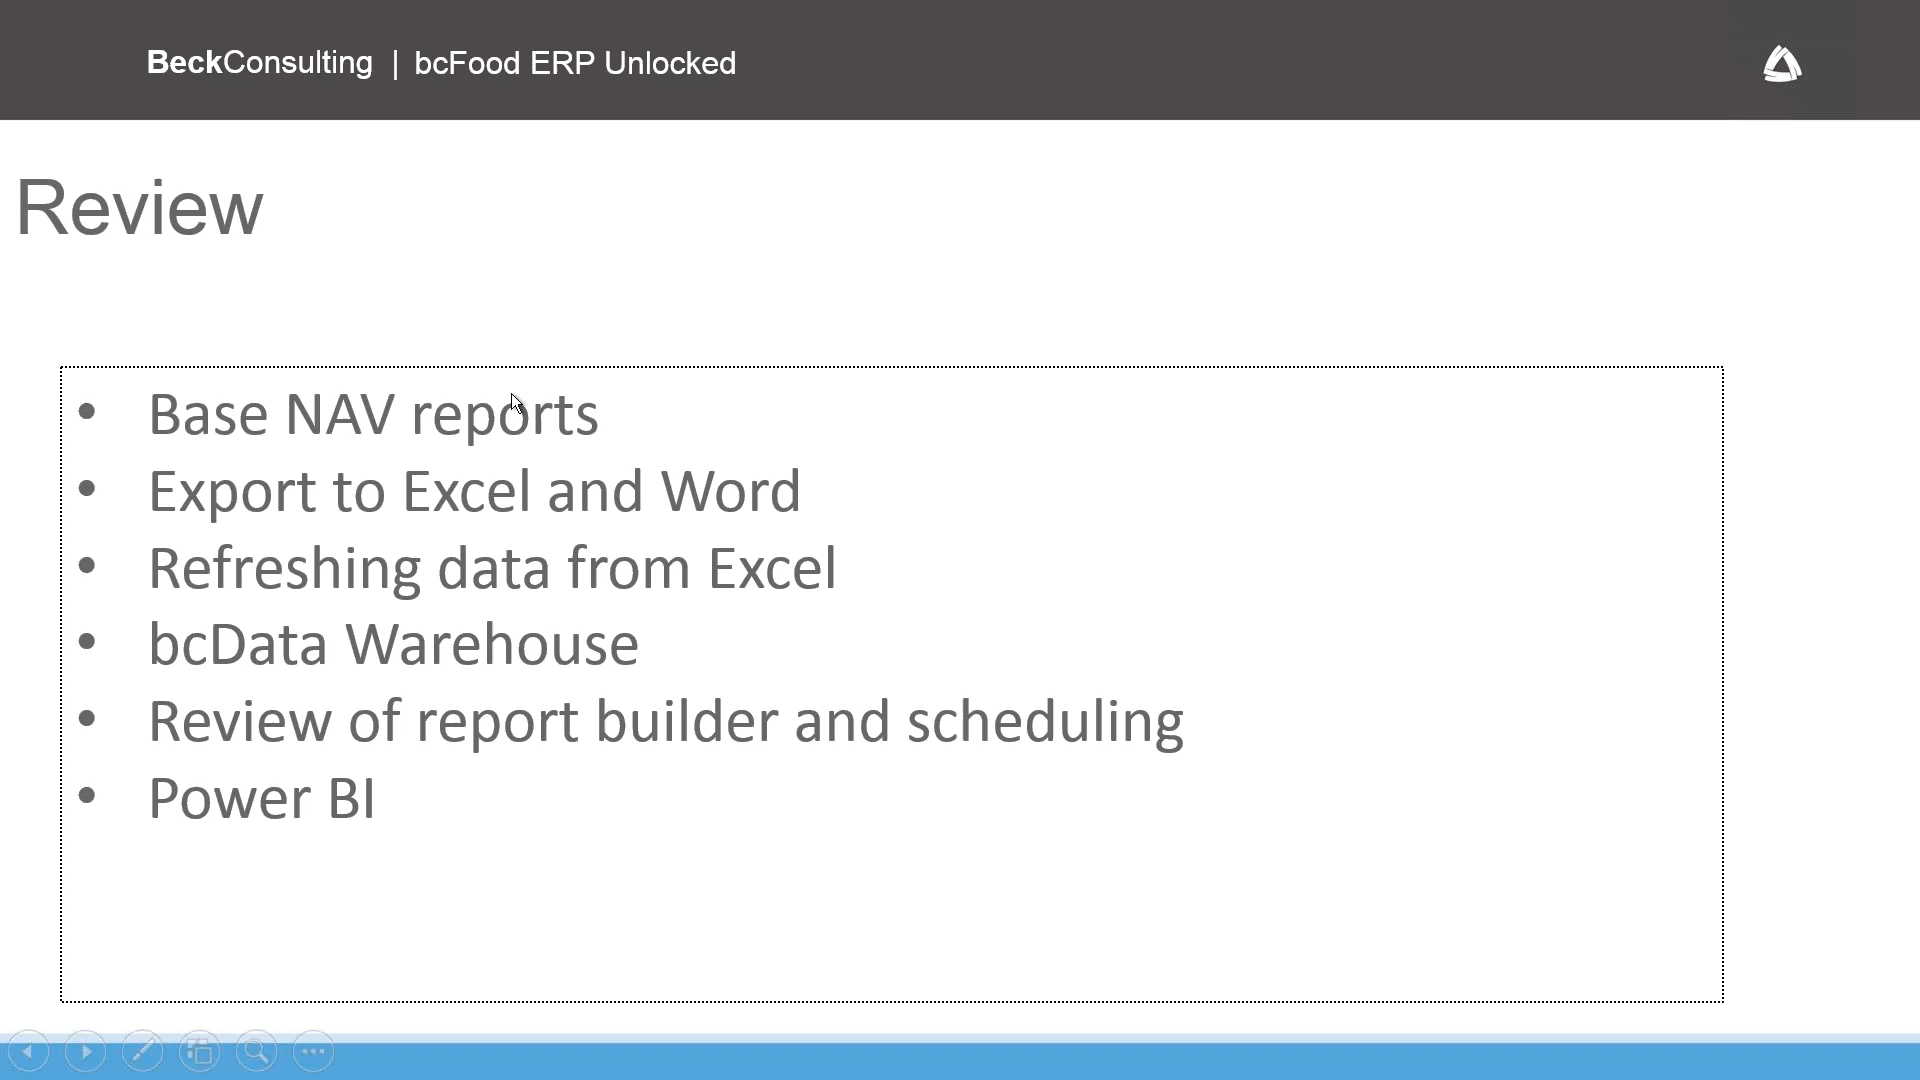 BeckConsulting | bcFood ERP Unlocked
Review
• Base NAV reports
• Export to Excel and Word
• Refreshing data from Excel
• bcData Warehouse
• Review of report builder and scheduling
• Power BI